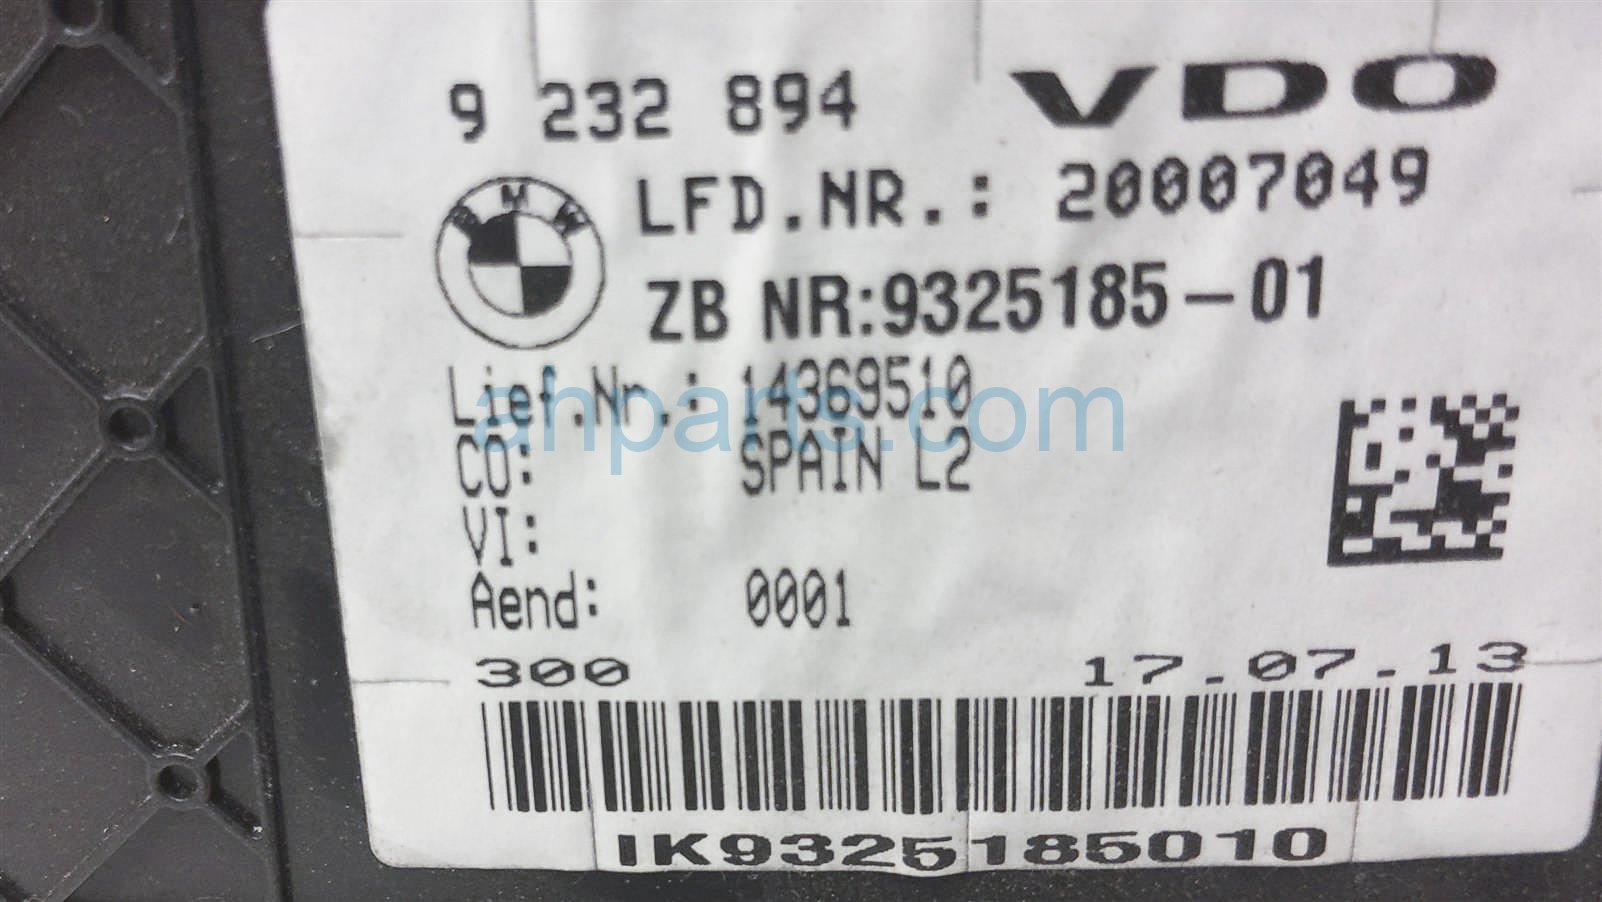 9 232 894 VDO
BMW
LFD.NR.: 20007049
ZB NR:9325185-01
Lief.Nr.: 14369510
ahparts.com
CO: SPAIN L2
VI:
Aend: 0001
300 17.07.13
IK9325185010